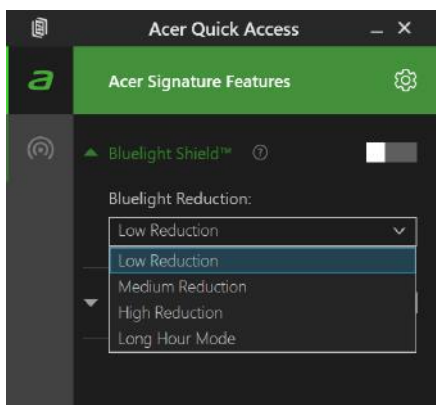 Acer Quick Access
a
Acer Signature Features
Bluelight Shield™
Bluelight Reduction:
Low Reduction
Low Reduction
Medium Reduction
High Reduction
Long Hour Mode